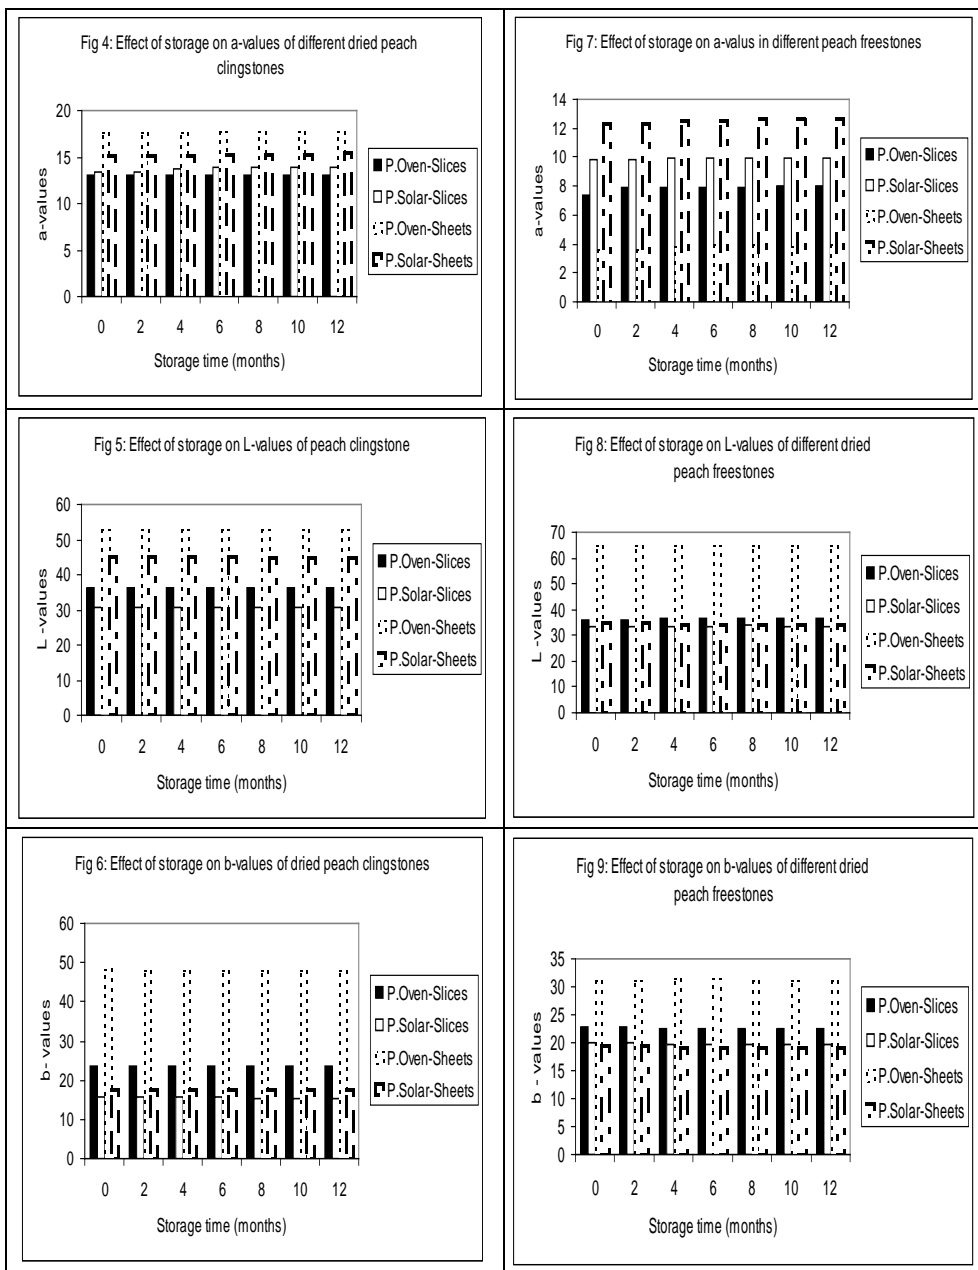 Fig 4: Effect of storage on a-values of different dried peach
clingstones
a-values
20
15
10
5
0
0 2 4 6 8 10 12
Storage time (months)
P.Oven-Slices
P.Solar-Slices
P.Oven-Sheets
P.Solar-Sheets
Fig 7: Effect of storage on a-valus in different peach freestones
a-values
14
12
10
8
6
4
2
0
0 2 4 6 8 10 12
Storage time (months)
P.Oven-Slices
P.Solar-Slices
P.Oven-Sheets
P.Solar-Sheets
Fig 5: Effect of storage on L-values of peach clingstone
L -values
60
50
40
30
20
10
0
0 2 4 6 8 10 12
Storage time (months)
P.Oven-Slices
P.Solar-Slices
P.Oven-Sheets
P.Solar-Sheets
Fig 8: Effect of storage on L-values of different dried
peach freestones
L -values
70
60
50
40
30
20
10
0
0 2 4 6 8 10 12
Storage time (months)
P.Oven-Slices
P.Solar-Slices
P.Oven-Sheets
P.Solar-Sheets
Fig 6: Effect of storage on b-values of dried peach clingstones
b- values
60
50
40
30
20
10
0
0 2 4 6 8 10 12
Storage time (months)
P.Oven-Slices
P.Solar-Slices
P.Oven-Sheets
P.Solar-Sheets
Fig 9: Effect of storage on b-values of different dried
peach freestones
b - values
35
30
25
20
15
10
5
0
0 2 4 6 8 10 12
Storage time (months)
P.Oven-Slices
P.Solar-Slices
P.Oven-Sheets
P.Solar-Sheets